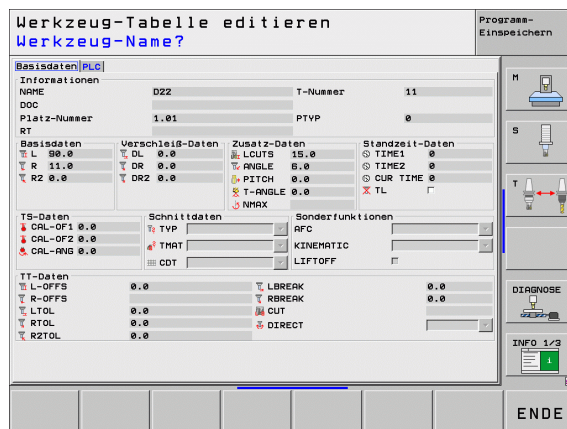 Werkzeug-Tabelle editieren
Werkzeug-Name?
Programm-
Einspeichern
Basisdaten PLC
Informationen
NAME D22 T-Nummer 11
DOC
Platz-Nummer 1.01 PTYP 0
RT
Basisdaten Verschleiß-Daten Zusatz-Daten Standzeit-Daten
L 90.0 DL 0.0 LCUTS 15.0 TIME1 0
R 11.0 DR 0.0 ANGLE 6.0 TIME2 0
R2 0.0 DR2 0.0 PITCH 0.0 CUR TIME 0
T-ANGLE 0.0 TL
NMAX
TS-Daten Schnittdaten Sonderfunktionen
CAL-OF1 0.0 TYP AFC
CAL-OF2 0.0 TMAT KINEMATIC
CAL-ANG 0.0 CDT LIFTOFF
TT-Daten
L-OFFS 0.0 LBREAK 0.0
R-OFFS RBREAK 0.0
LTOL 0.0 CUT
RTOL 0.0 DIRECT
R2TOL 0.0
M
S
T
DIAGNOSE
INFO 1/3
ENDE